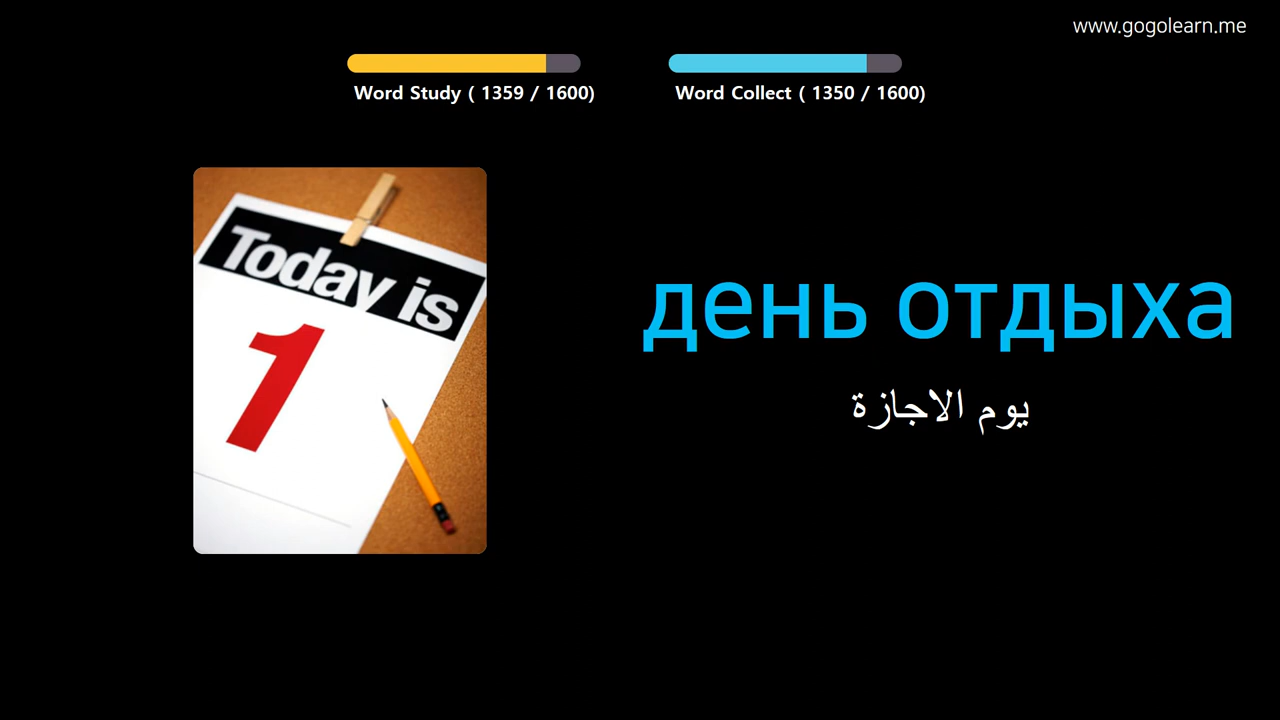 www.gogolearn.me
Word Study ( 1359 / 1600)
Word Collect ( 1350 / 1600)
Today is
1
день отдыха
يوم الاجازة